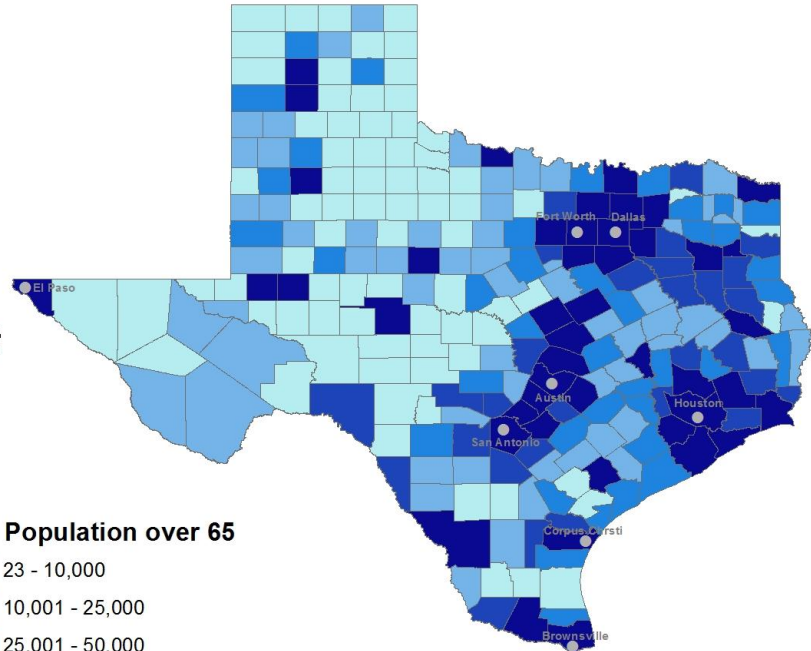 Fort Worth
Dallas
El Paso
Austin
Houston
San Antonio
Population over 65
23 - 10,000
Corpus Cirsti
10,001 - 25,000
25,001 - 50,000
Brownsville